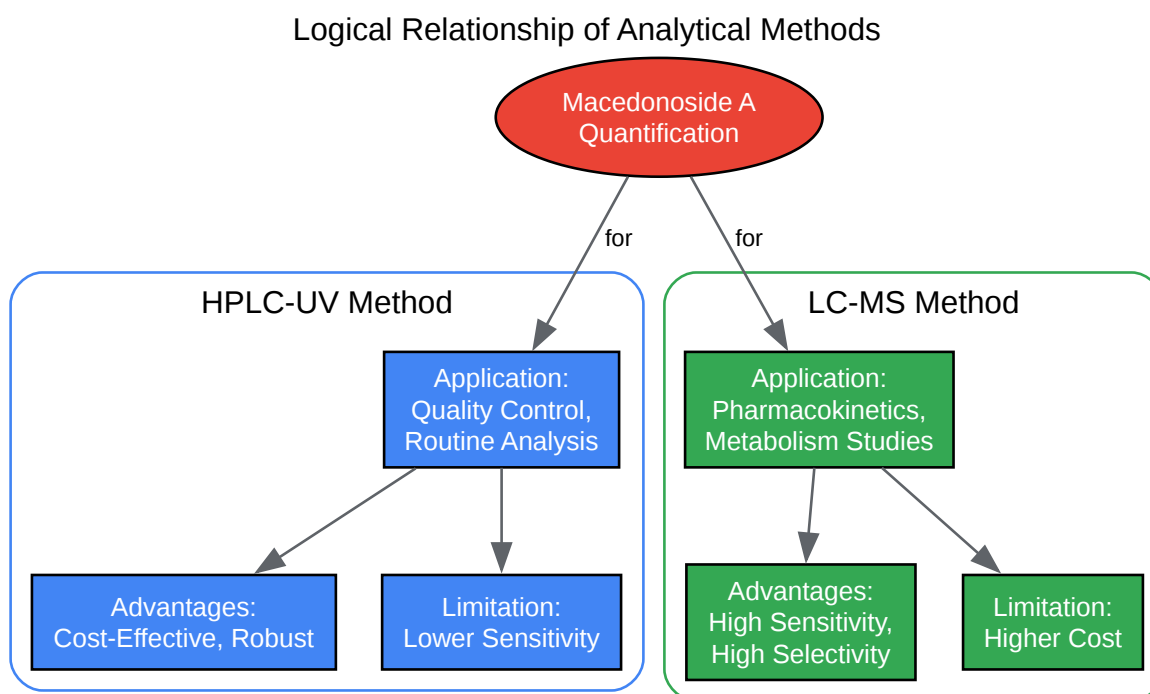 Logical Relationship of Analytical Methods
Macedonoside A
Quantification
for
for
HPLC-UV Method
Application:
Quality Control,
Routine Analysis
Advantages:
Cost-Effective, Robust
Limitation:
Lower Sensitivity
LC-MS Method
Application:
Pharmacokinetics,
Metabolism Studies
Advantages:
High Sensitivity,
High Selectivity
Limitation:
Higher Cost